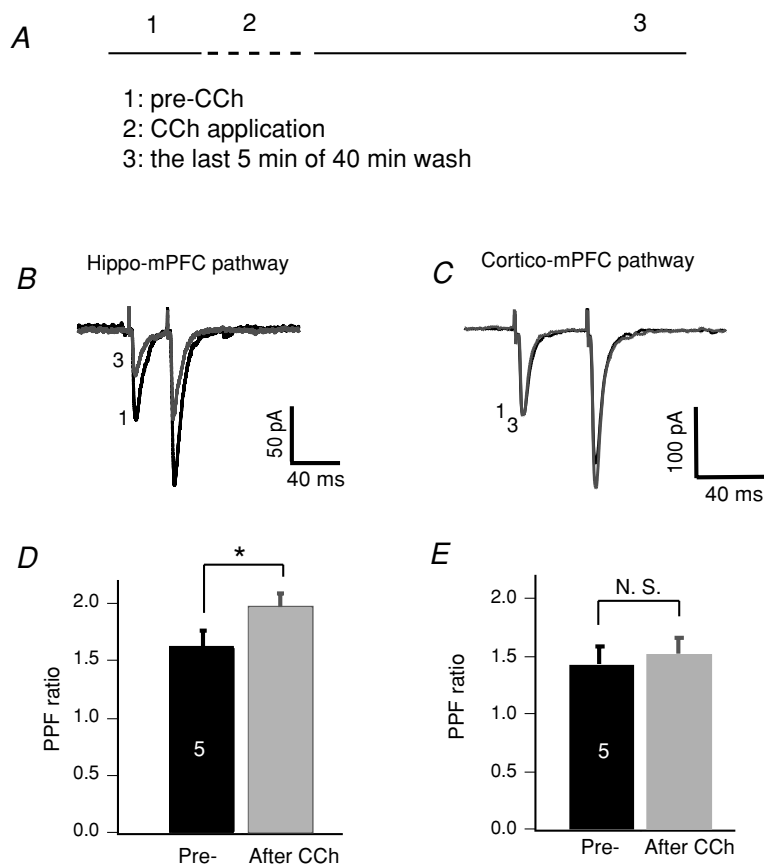 A
1
2
3
1: pre-CCh
2: CCh application
3: the last 5 min of 40 min wash
B
Hippo-mPFC pathway
3
1
50 pA
40 ms
C
Cortico-mPFC pathway
1
3
100 pA
40 ms
D
*
PPF ratio
2.0
1.5
1.0
0.5
0.0
5
Pre-
After CCh
E
N. S.
PPF ratio
2.0
1.5
1.0
0.5
0.0
5
Pre-
After CCh